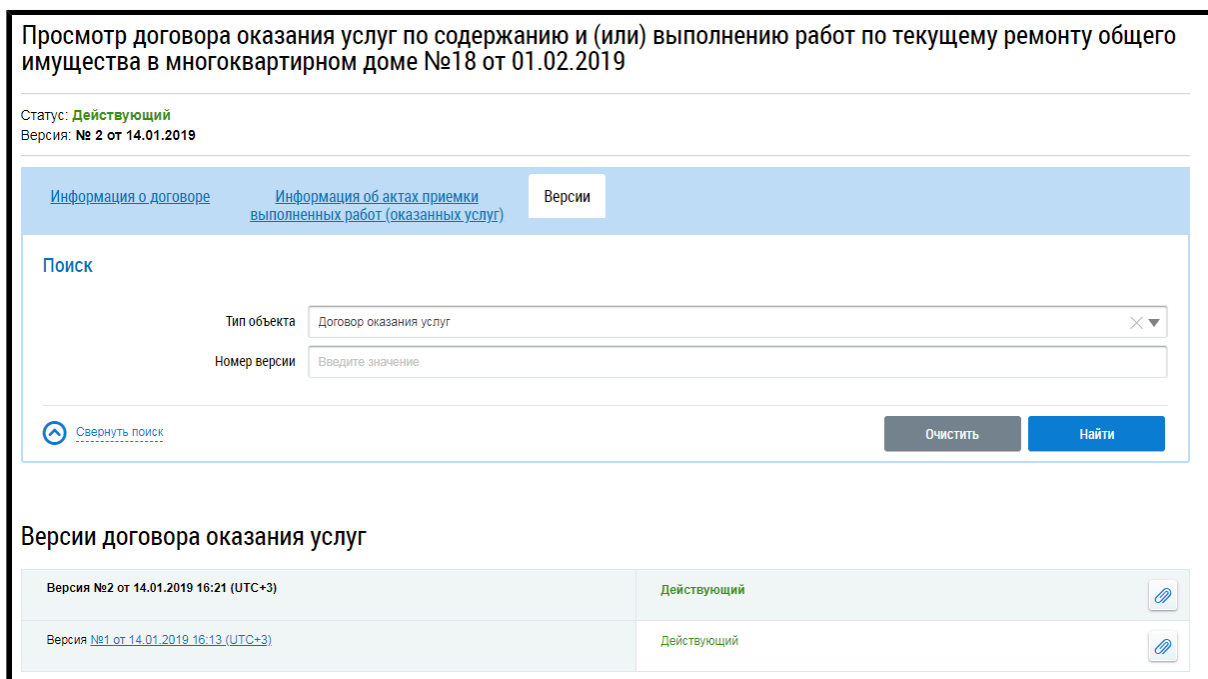 Просмотр договора оказания услуг по содержанию и (или) выполнению работ по текущему ремонту общего
имущества в многоквартирном доме №18 от 01.02.2019
Статус: Действующий
Версия: № 2 от 14.01.2019
Информация о договоре
Информация об актах приемки
выполненных работ (оказанных услуг)
Версии
Поиск
Тип объекта
Договор оказания услуг
Номер версии
Введите значение
Свернуть поиск
Очистить
Найти
Версии договора оказания услуг
Версия №2 от 14.01.2019 16:21 (UTC+3)
Действующий
Версия №1 от 14.01.2019 16:13 (UTC+3)
Действующий